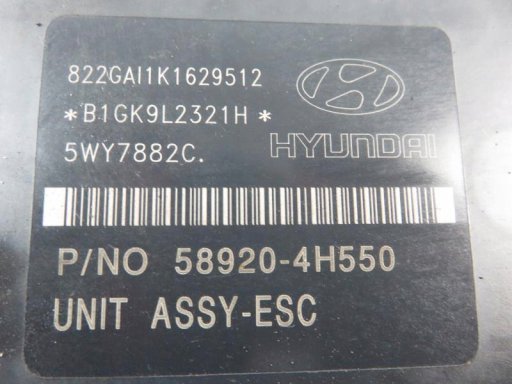 822GAI1K1629512
*B1GK9L2321H*
5WY7882C.
HYUNDAI
P/NO 58920-4H550
UNIT ASSY-ESC